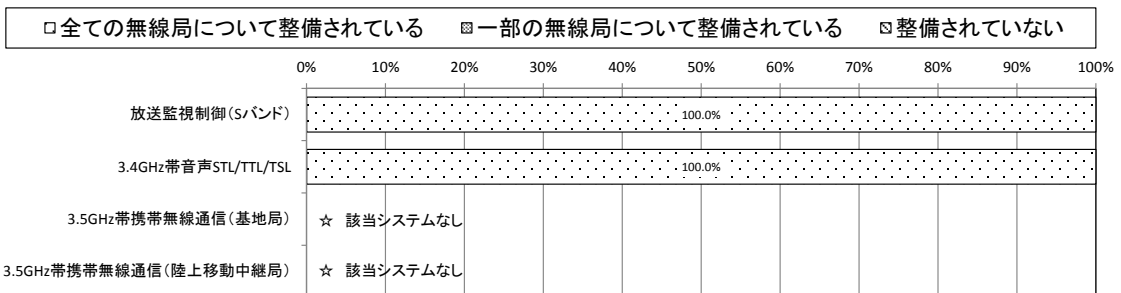 □全ての無線局について整備されている ▩一部の無線局について整備されている ▧整備されていない
0% 10% 20% 30% 40% 50% 60% 70% 80% 90% 100%
放送監視制御(Sバンド) 100.0%
3.4GHz帯音声STL/TTL/TSL 100.0%
3.5GHz帯携帯無線通信(基地局) ☆ 該当システムなし
3.5GHz帯携帯無線通信(陸上移動中継局) ☆ 該当システムなし